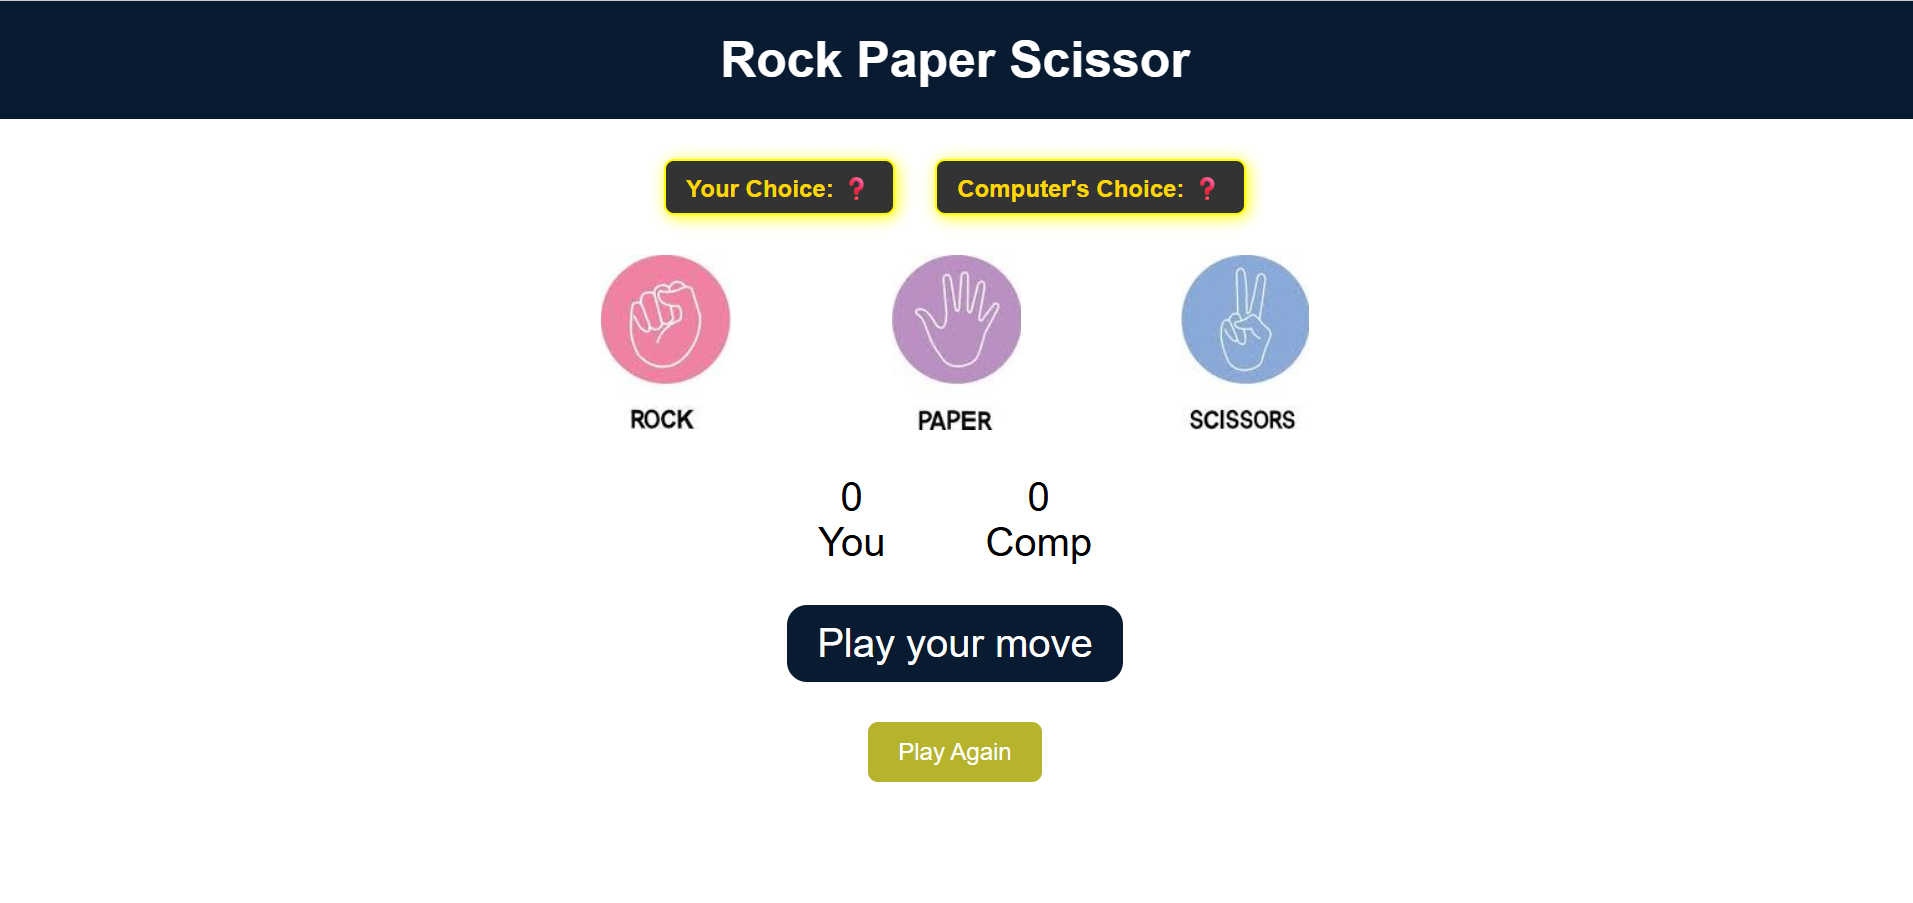 Rock Paper Scissor
Your Choice: ❓
Computer's Choice: ❓
ROCK
PAPER
SCISSORS
0
You
0
Comp
Play your move
Play Again